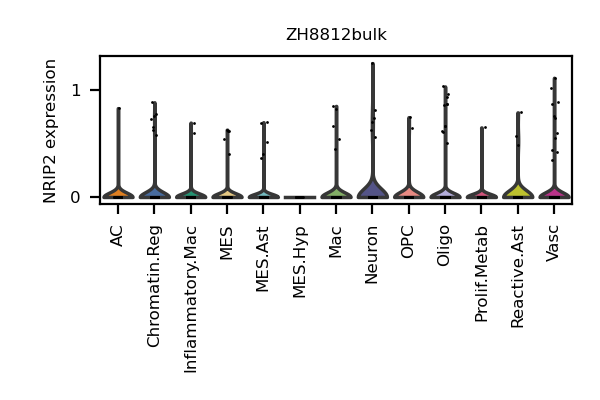 ZH8812bulk
NRIP2 expression
1
0
AC
Chromatin.Reg
Inflammatory.Mac
MES
MES.Ast
MES.Hyp
Mac
Neuron
OPC
Oligo
Prolif.Metab
Reactive.Ast
Vasc